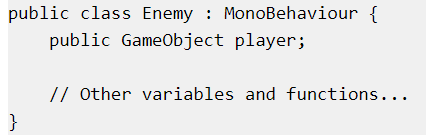 public class Enemy : MonoBehaviour {
    public GameObject player;

    // Other variables and functions...
}